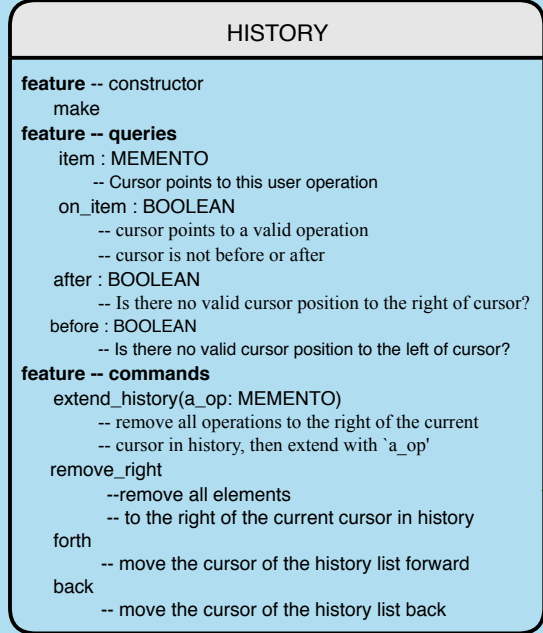 HISTORY
feature -- constructor
make
feature -- queries
item : MEMENTO
-- Cursor points to this user operation
on_item : BOOLEAN
-- cursor points to a valid operation
-- cursor is not before or after
after : BOOLEAN
-- Is there no valid cursor position to the right of cursor?
before : BOOLEAN
-- Is there no valid cursor position to the left of cursor?
feature -- commands
extend_history(a_op: MEMENTO)
-- remove all operations to the right of the current
-- cursor in history, then extend with `a_op'
remove_right
--remove all elements
-- to the right of the current cursor in history
forth
-- move the cursor of the history list forward
back
-- move the cursor of the history list back